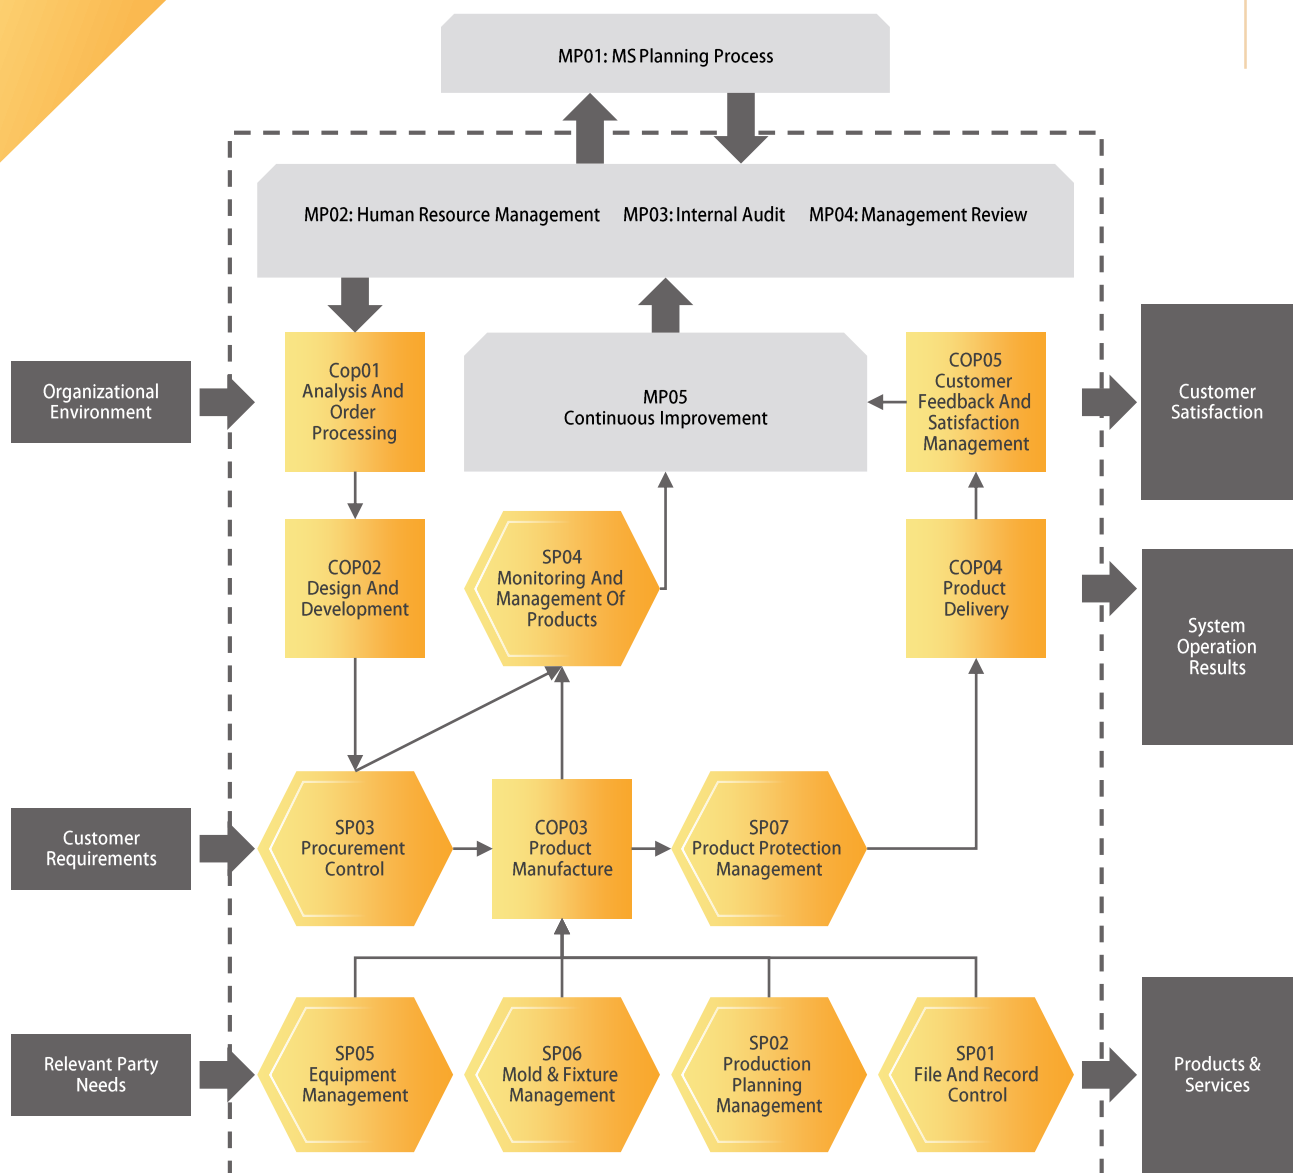 MP01: MS Planning Process
MP02: Human Resource Management
MP03: Internal Audit
MP04: Management Review
Organizational
Environment
Cop01
Analysis And
Order
Processing
MP05
Continuous Improvement
COP05
Customer
Feedback And
Satisfaction
Management
Customer
Satisfaction
COP02
Design And
Development
SP04
Monitoring And
Management Of
Products
COP04
Product
Delivery
System
Operation
Results
Customer
Requirements
SP03
Procurement
Control
COP03
Product
Manufacture
SP07
Product Protection
Management
Relevant Party
Needs
SP05
Equipment
Management
SP06
Mold & Fixture
Management
SP02
Production
Planning
Management
SP01
File And Record
Control
Products &
Services